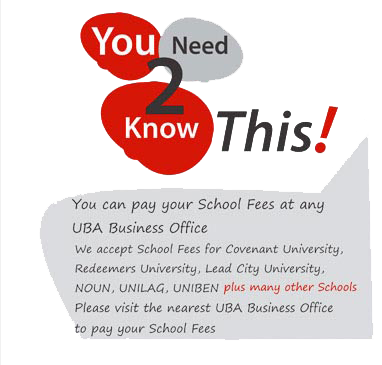 You Need
2
Know This!
You can pay your School Fees at any
UBA Business Office
We accept School Fees for Covenant University,
Redeemers University, Lead City University,
NOUN, UNILAG, UNIBEN plus many other Schools
Please visit the nearest UBA Business Office
to pay your School Fees